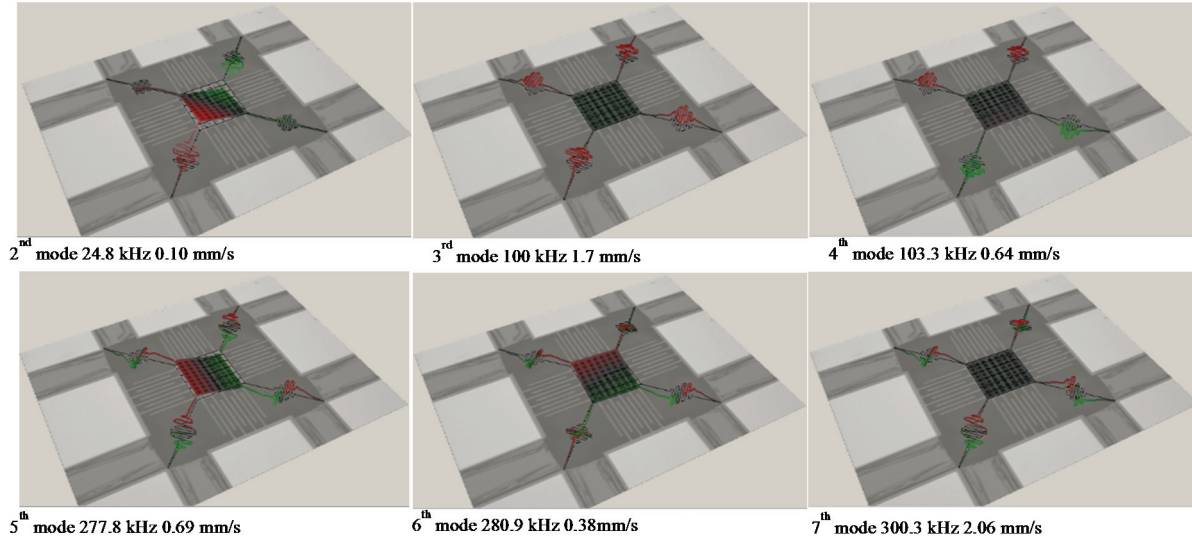 2nd mode 24.8 kHz 0.10 mm/s
3rd mode 100 kHz 1.7 mm/s
4th mode 103.3 kHz 0.64 mm/s
5th mode 277.8 kHz 0.69 mm/s
6th mode 280.9 kHz 0.38mm/s
7th mode 300.3 kHz 2.06 mm/s